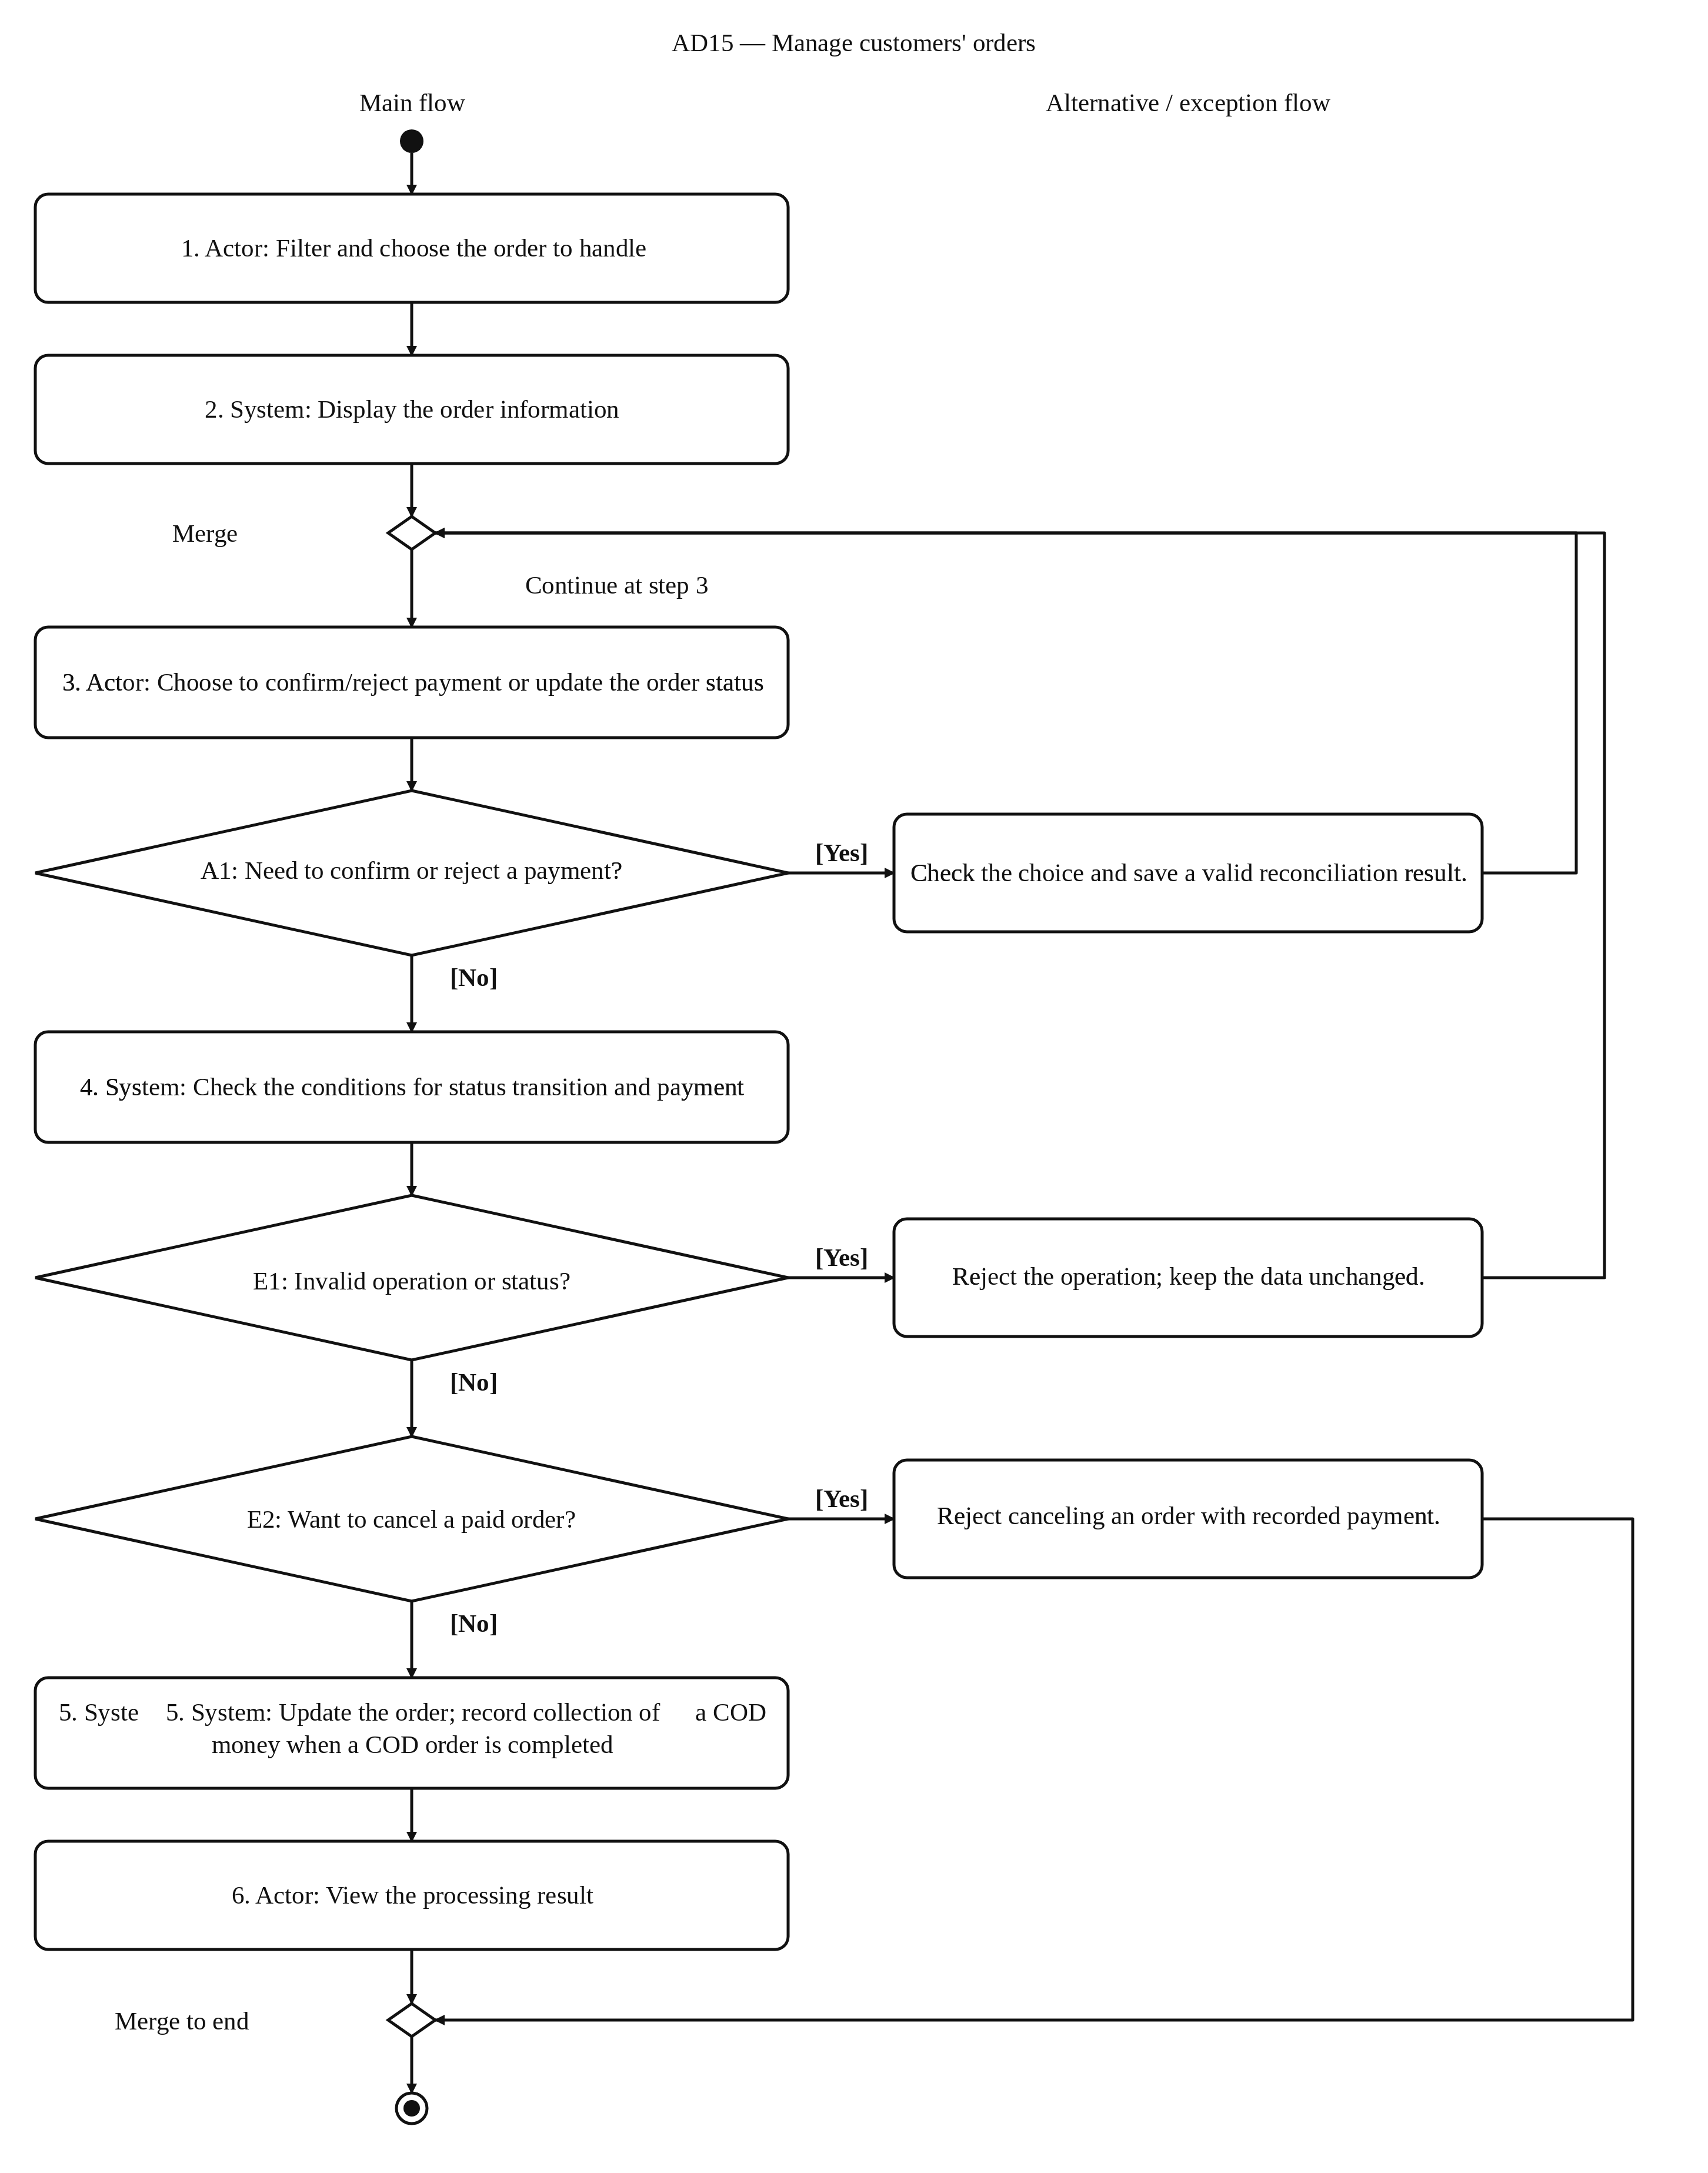 AD15 — Manage customers' orders
Main flow
Alternative / exception flow
1. Actor: Filter and choose the order to handle
2. System: Display the order information
Merge
Continue at step 3
3. Actor: Choose to confirm/reject payment or update the order status
A1: Need to confirm or reject a payment?
[Yes]
Check the choice and save a valid reconciliation result.
[No]
4. System: Check the conditions for status transition and payment
E1: Invalid operation or status?
[Yes]
Reject the operation; keep the data unchanged.
[No]
E2: Want to cancel a paid order?
[Yes]
Reject canceling an order with recorded payment.
[No]
5. Syste 5. System: Update the order; record collection of a COD
money when a COD order is completed
6. Actor: View the processing result
Merge to end